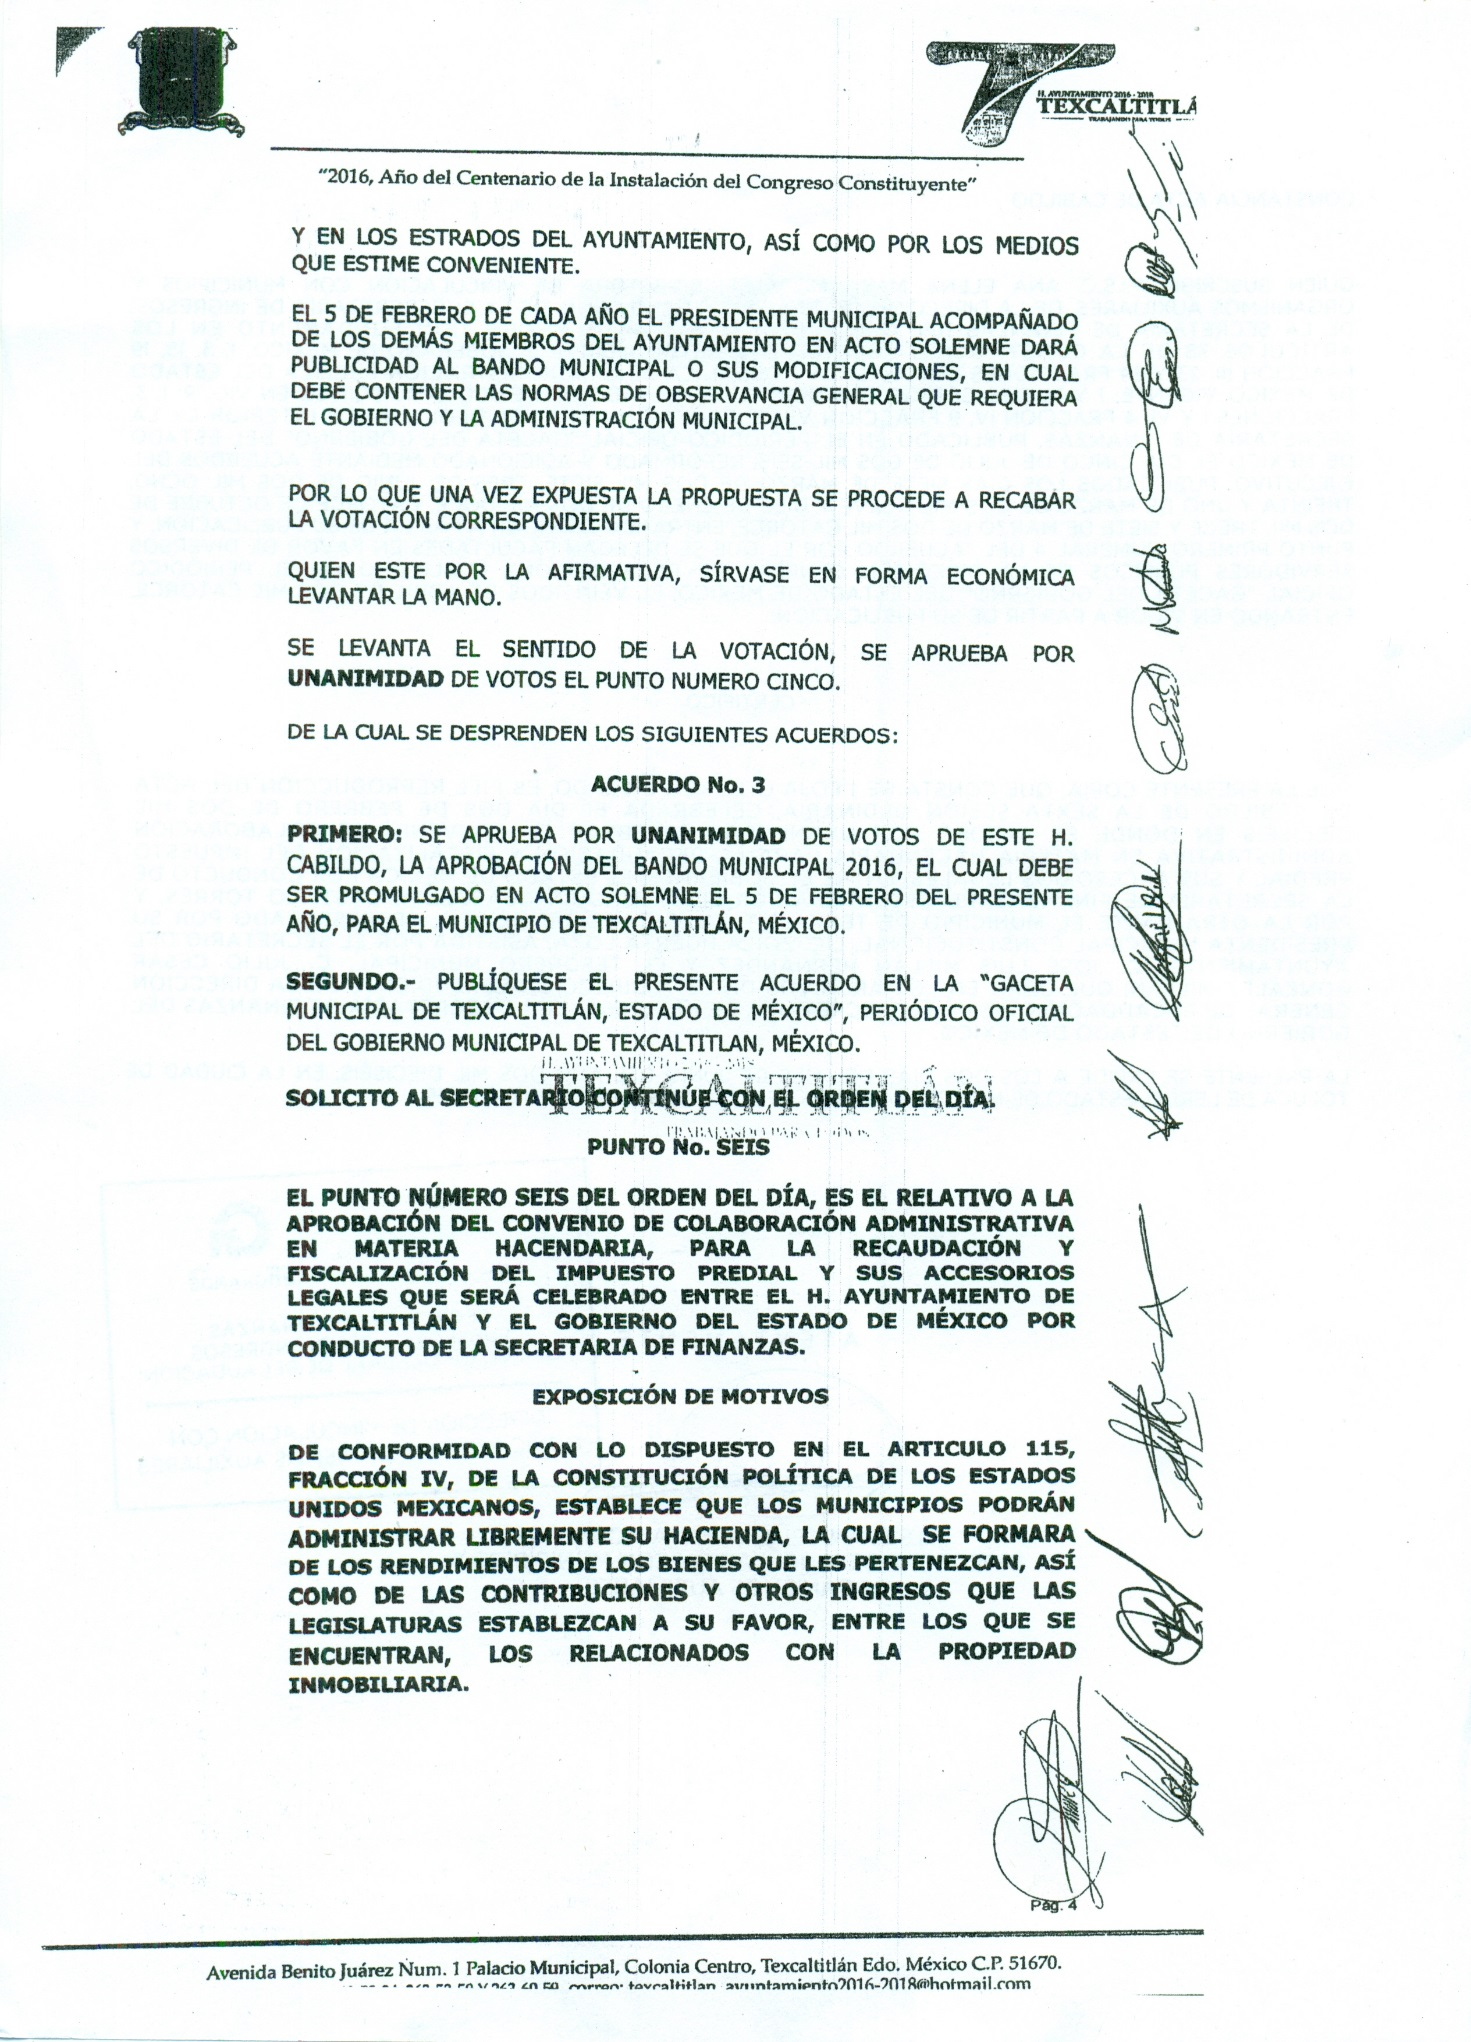 H. AYUNTAMIENTO 2016 - 2018
TEXCALTITLÁ
TRABAJANDO PARA TODOS
"2016, Año del Centenario de la Instalación del Congreso Constituyente"
Y EN LOS ESTRADOS DEL AYUNTAMIENTO, ASÍ COMO POR LOS MEDIOS
QUE ESTIME CONVENIENTE.
EL 5 DE FEBRERO DE CADA AÑO EL PRESIDENTE MUNICIPAL ACOMPAÑADO
DE LOS DEMÁS MIEMBROS DEL AYUNTAMIENTO EN ACTO SOLEMNE DARÁ
PUBLICIDAD AL BANDO MUNICIPAL O SUS MODIFICACIONES, EN CUAL
DEBE CONTENER LAS NORMAS DE OBSERVANCIA GENERAL QUE REQUIERA
EL GOBIERNO Y LA ADMINISTRACIÓN MUNICIPAL.
POR LO QUE UNA VEZ EXPUESTA LA PROPUESTA SE PROCEDE A RECABAR
LA VOTACIÓN CORRESPONDIENTE.
QUIEN ESTE POR LA AFIRMATIVA, SÍRVASE EN FORMA ECONÓMICA
LEVANTAR LA MANO.
SE LEVANTA EL SENTIDO DE LA VOTACIÓN, SE APRUEBA POR
UNANIMIDAD DE VOTOS EL PUNTO NUMERO CINCO.
DE LA CUAL SE DESPRENDEN LOS SIGUIENTES ACUERDOS:
ACUERDO No. 3
PRIMERO: SE APRUEBA POR UNANIMIDAD DE VOTOS DE ESTE H.
CABILDO, LA APROBACIÓN DEL BANDO MUNICIPAL 2016, EL CUAL DEBE
SER PROMULGADO EN ACTO SOLEMNE EL 5 DE FEBRERO DEL PRESENTE
AÑO, PARA EL MUNICIPIO DE TEXCALTITLÁN, MÉXICO.
SEGUNDO.- PUBLÍQUESE EL PRESENTE ACUERDO EN LA "GACETA
MUNICIPAL DE TEXCALTITLÁN, ESTADO DE MÉXICO", PERIÓDICO OFICIAL
DEL GOBIERNO MUNICIPAL DE TEXCALTITLAN, MÉXICO.
H. AYUNTAMIENTO 2016 - 2018
TEXCALTITLÁN
SOLICITO AL SECRETARIO CONTINÚE CON EL ORDEN DEL DÍA.
TRABAJANDO PARA TODOS
PUNTO No. SEIS
EL PUNTO NÚMERO SEIS DEL ORDEN DEL DÍA, ES EL RELATIVO A LA
APROBACIÓN DEL CONVENIO DE COLABORACIÓN ADMINISTRATIVA
EN MATERIA HACENDARIA, PARA LA RECAUDACIÓN Y
FISCALIZACIÓN DEL IMPUESTO PREDIAL Y SUS ACCESORIOS
LEGALES QUE SERÁ CELEBRADO ENTRE EL H. AYUNTAMIENTO DE
TEXCALTITLÁN Y EL GOBIERNO DEL ESTADO DE MÉXICO POR
CONDUCTO DE LA SECRETARIA DE FINANZAS.
EXPOSICIÓN DE MOTIVOS
DE CONFORMIDAD CON LO DISPUESTO EN EL ARTICULO 115,
FRACCIÓN IV, DE LA CONSTITUCIÓN POLÍTICA DE LOS ESTADOS
UNIDOS MEXICANOS, ESTABLECE QUE LOS MUNICIPIOS PODRÁN
ADMINISTRAR LIBREMENTE SU HACIENDA, LA CUAL SE FORMARA
DE LOS RENDIMIENTOS DE LOS BIENES QUE LES PERTENEZCAN, ASÍ
COMO DE LAS CONTRIBUCIONES Y OTROS INGRESOS QUE LAS
LEGISLATURAS ESTABLEZCAN A SU FAVOR, ENTRE LOS QUE SE
ENCUENTRAN, LOS RELACIONADOS CON LA PROPIEDAD
INMOBILIARIA.
Pág. 4
Avenida Benito Juárez Num. 1 Palacio Municipal, Colonia Centro, Texcaltitlán Edo. México C.P. 51670.
correo: texcaltitlan_ayuntamiento2016-2018@hotmail.com